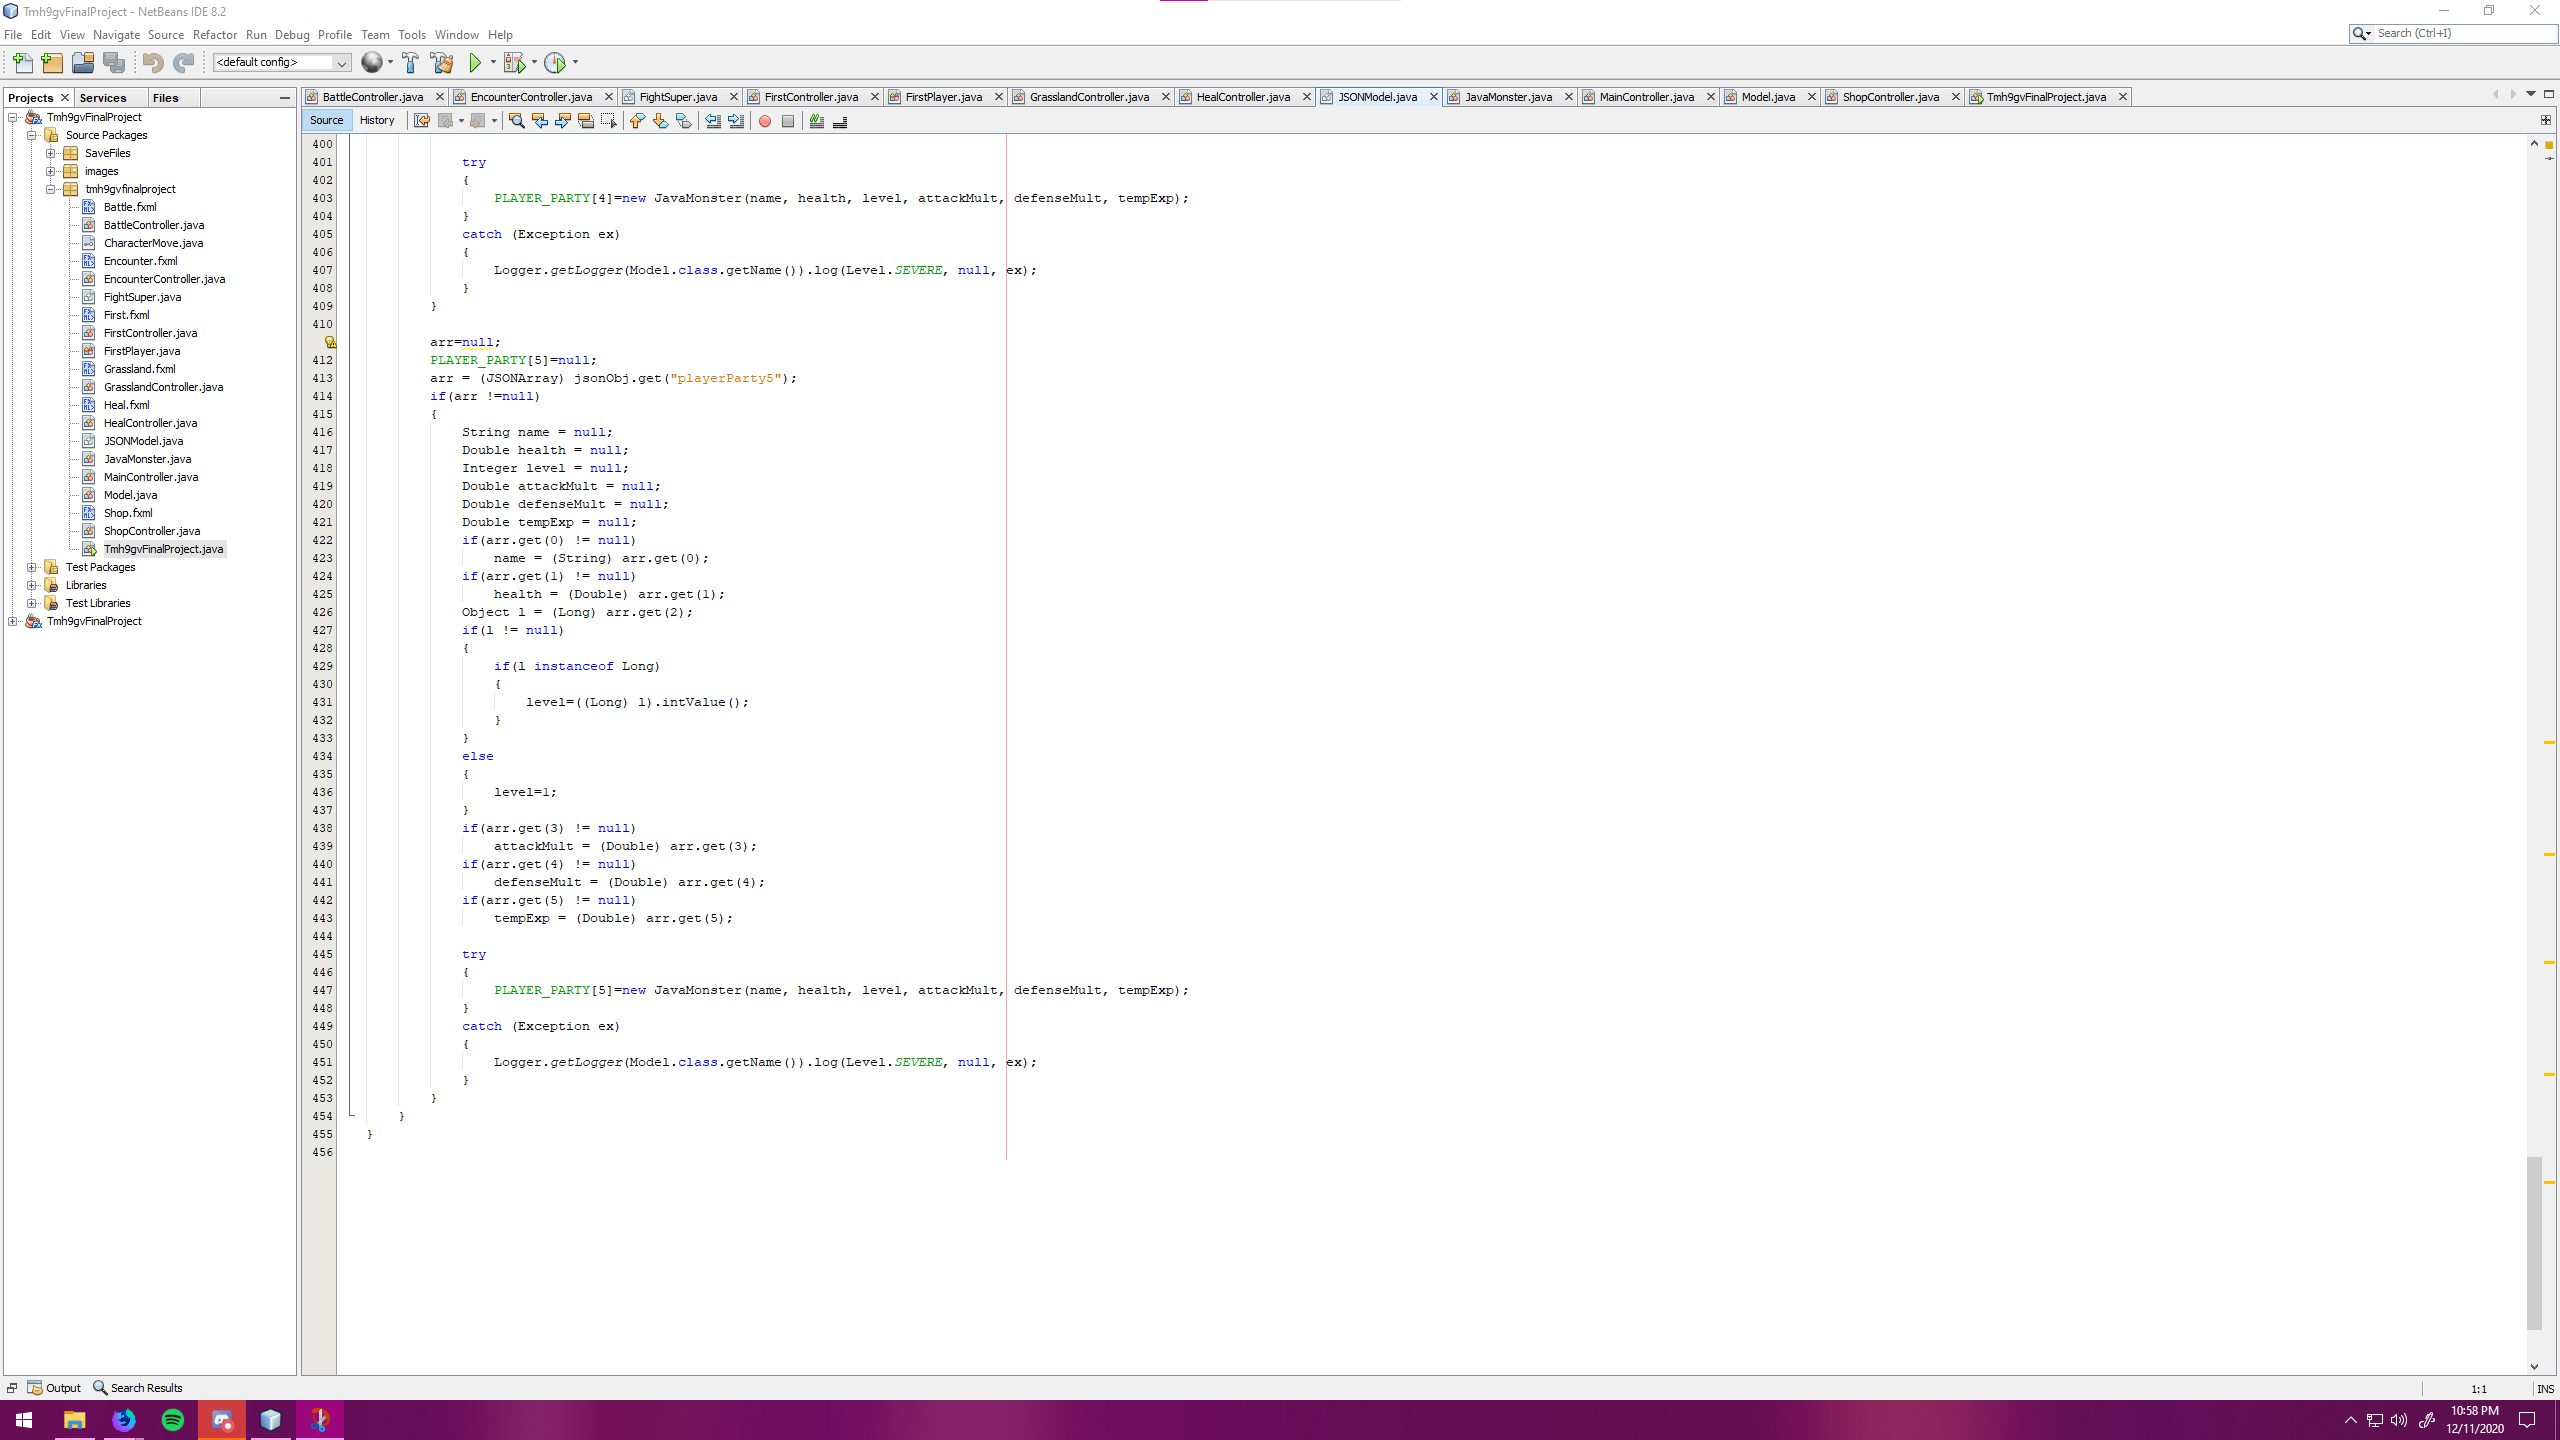 Tmh9gvFinalProject - NetBeans IDE 8.2
File Edit View Navigate Source Refactor Run Debug Profile Team Tools Window Help
Search (Ctrl+I)
<default config>
Projects Services Files
Tmh9gvFinalProject
Source Packages
SaveFiles
images
tmh9gvfinalproject
Battle.fxml
BattleController.java
CharacterMove.java
Encounter.fxml
EncounterController.java
FightSuper.java
First.fxml
FirstController.java
FirstPlayer.java
Grassland.fxml
GrasslandController.java
Heal.fxml
HealController.java
JSONModel.java
JavaMonster.java
MainController.java
Model.java
Shop.fxml
ShopController.java
Tmh9gvFinalProject.java
Test Packages
Libraries
Test Libraries
Tmh9gvFinalProject
BattleController.java EncounterController.java FightSuper.java FirstController.java FirstPlayer.java GrasslandController.java HealController.java JSONModel.java JavaMonster.java MainController.java Model.java ShopController.java Tmh9gvFinalProject.java
Source History
400
401 try
402 {
403 PLAYER_PARTY[4]=new JavaMonster(name, health, level, attackMult, defenseMult, tempExp);
404 }
405 catch (Exception ex)
406 {
407 Logger.getLogger(Model.class.getName()).log(Level.SEVERE, null, ex);
408 }
409 }
410
arr=null;
412 PLAYER_PARTY[5]=null;
413 arr = (JSONArray) jsonObj.get("playerParty5");
414 if(arr !=null)
415 {
416 String name = null;
417 Double health = null;
418 Integer level = null;
419 Double attackMult = null;
420 Double defenseMult = null;
421 Double tempExp = null;
422 if(arr.get(0) != null)
423 name = (String) arr.get(0);
424 if(arr.get(1) != null)
425 health = (Double) arr.get(1);
426 Object l = (Long) arr.get(2);
427 if(l != null)
428 {
429 if(l instanceof Long)
430 {
431 level=((Long) l).intValue();
432 }
433 }
434 else
435 {
436 level=1;
437 }
438 if(arr.get(3) != null)
439 attackMult = (Double) arr.get(3);
440 if(arr.get(4) != null)
441 defenseMult = (Double) arr.get(4);
442 if(arr.get(5) != null)
443 tempExp = (Double) arr.get(5);
444
445 try
446 {
447 PLAYER_PARTY[5]=new JavaMonster(name, health, level, attackMult, defenseMult, tempExp);
448 }
449 catch (Exception ex)
450 {
451 Logger.getLogger(Model.class.getName()).log(Level.SEVERE, null, ex);
452 }
453 }
454 }
455 }
456
Output Search Results
1:1 INS
10:58 PM
12/11/2020